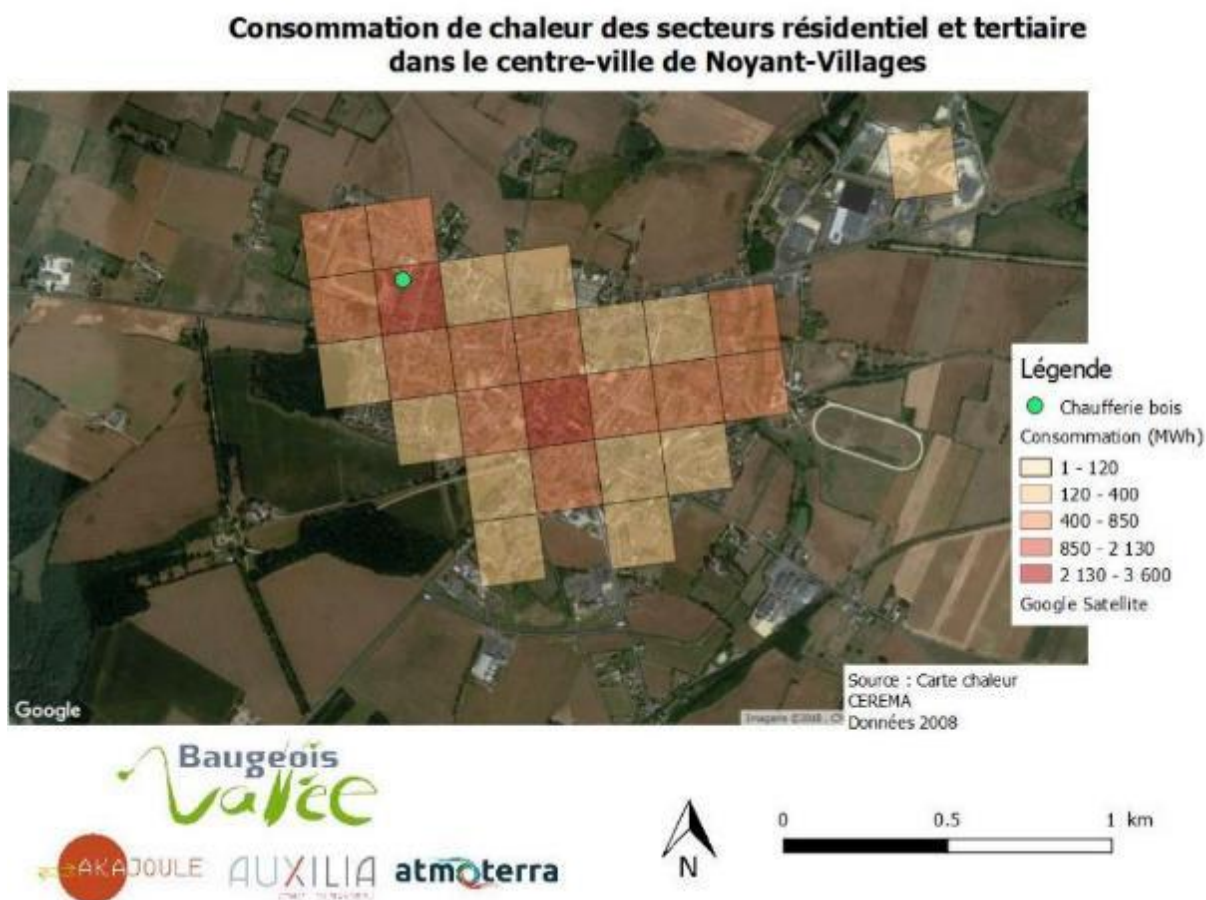 Consommation de chaleur des secteurs résidentiel et tertiaire
dans le centre-ville de Noyant-Villages
Légende
Chaufferie bois
Consommation (MWh)
1 - 120
120 - 400
400 - 850
850 - 2 130
2 130 - 3 600
Google Satellite
Source : Carte chaleur
CEREMA
Données 2008
Google
Baugeois
Vallée
0 0.5 1 km
N
AKAJOULE AUXILIA atmoterra